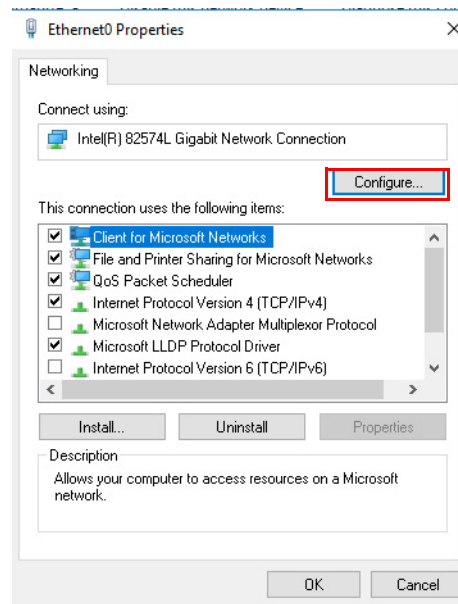 Ethernet0 Properties
Networking
Connect using:
Intel(R) 82574L Gigabit Network Connection
Configure...
This connection uses the following items:
Client for Microsoft Networks
File and Printer Sharing for Microsoft Networks
QoS Packet Scheduler
Internet Protocol Version 4 (TCP/IPv4)
Microsoft Network Adapter Multiplexor Protocol
Microsoft LLDP Protocol Driver
Internet Protocol Version 6 (TCP/IPv6)
Install... Uninstall Properties
Description
Allows your computer to access resources on a Microsoft
network.
OK Cancel